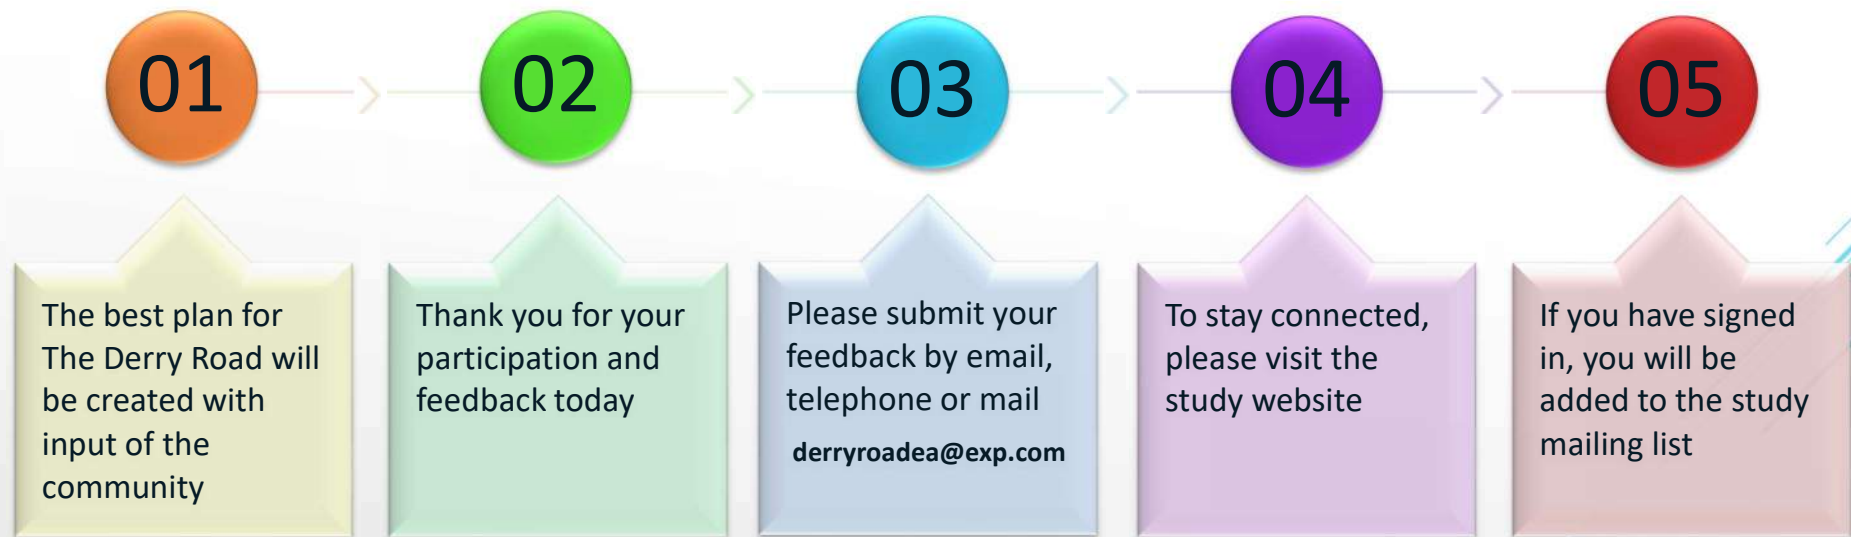 01
02
03
04
05
The best plan for
The Derry Road will
be created with
input of the
community
Thank you for your
participation and
feedback today
Please submit your
feedback by email,
telephone or mail
derryroadea@exp.com
To stay connected,
please visit the
study website
If you have signed
in, you will be
added to the study
mailing list